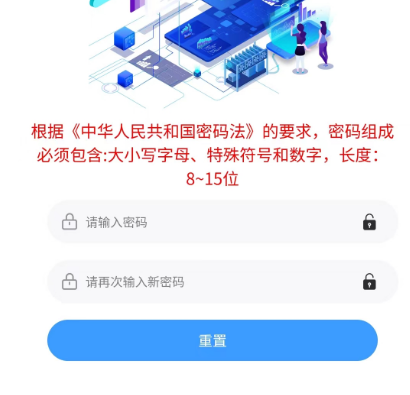 根据《中华人民共和国密码法》的要求，密码组成
必须包含:大小写字母、特殊符号和数字，长度：
8~15位
请输入密码
请再次输入新密码
重置